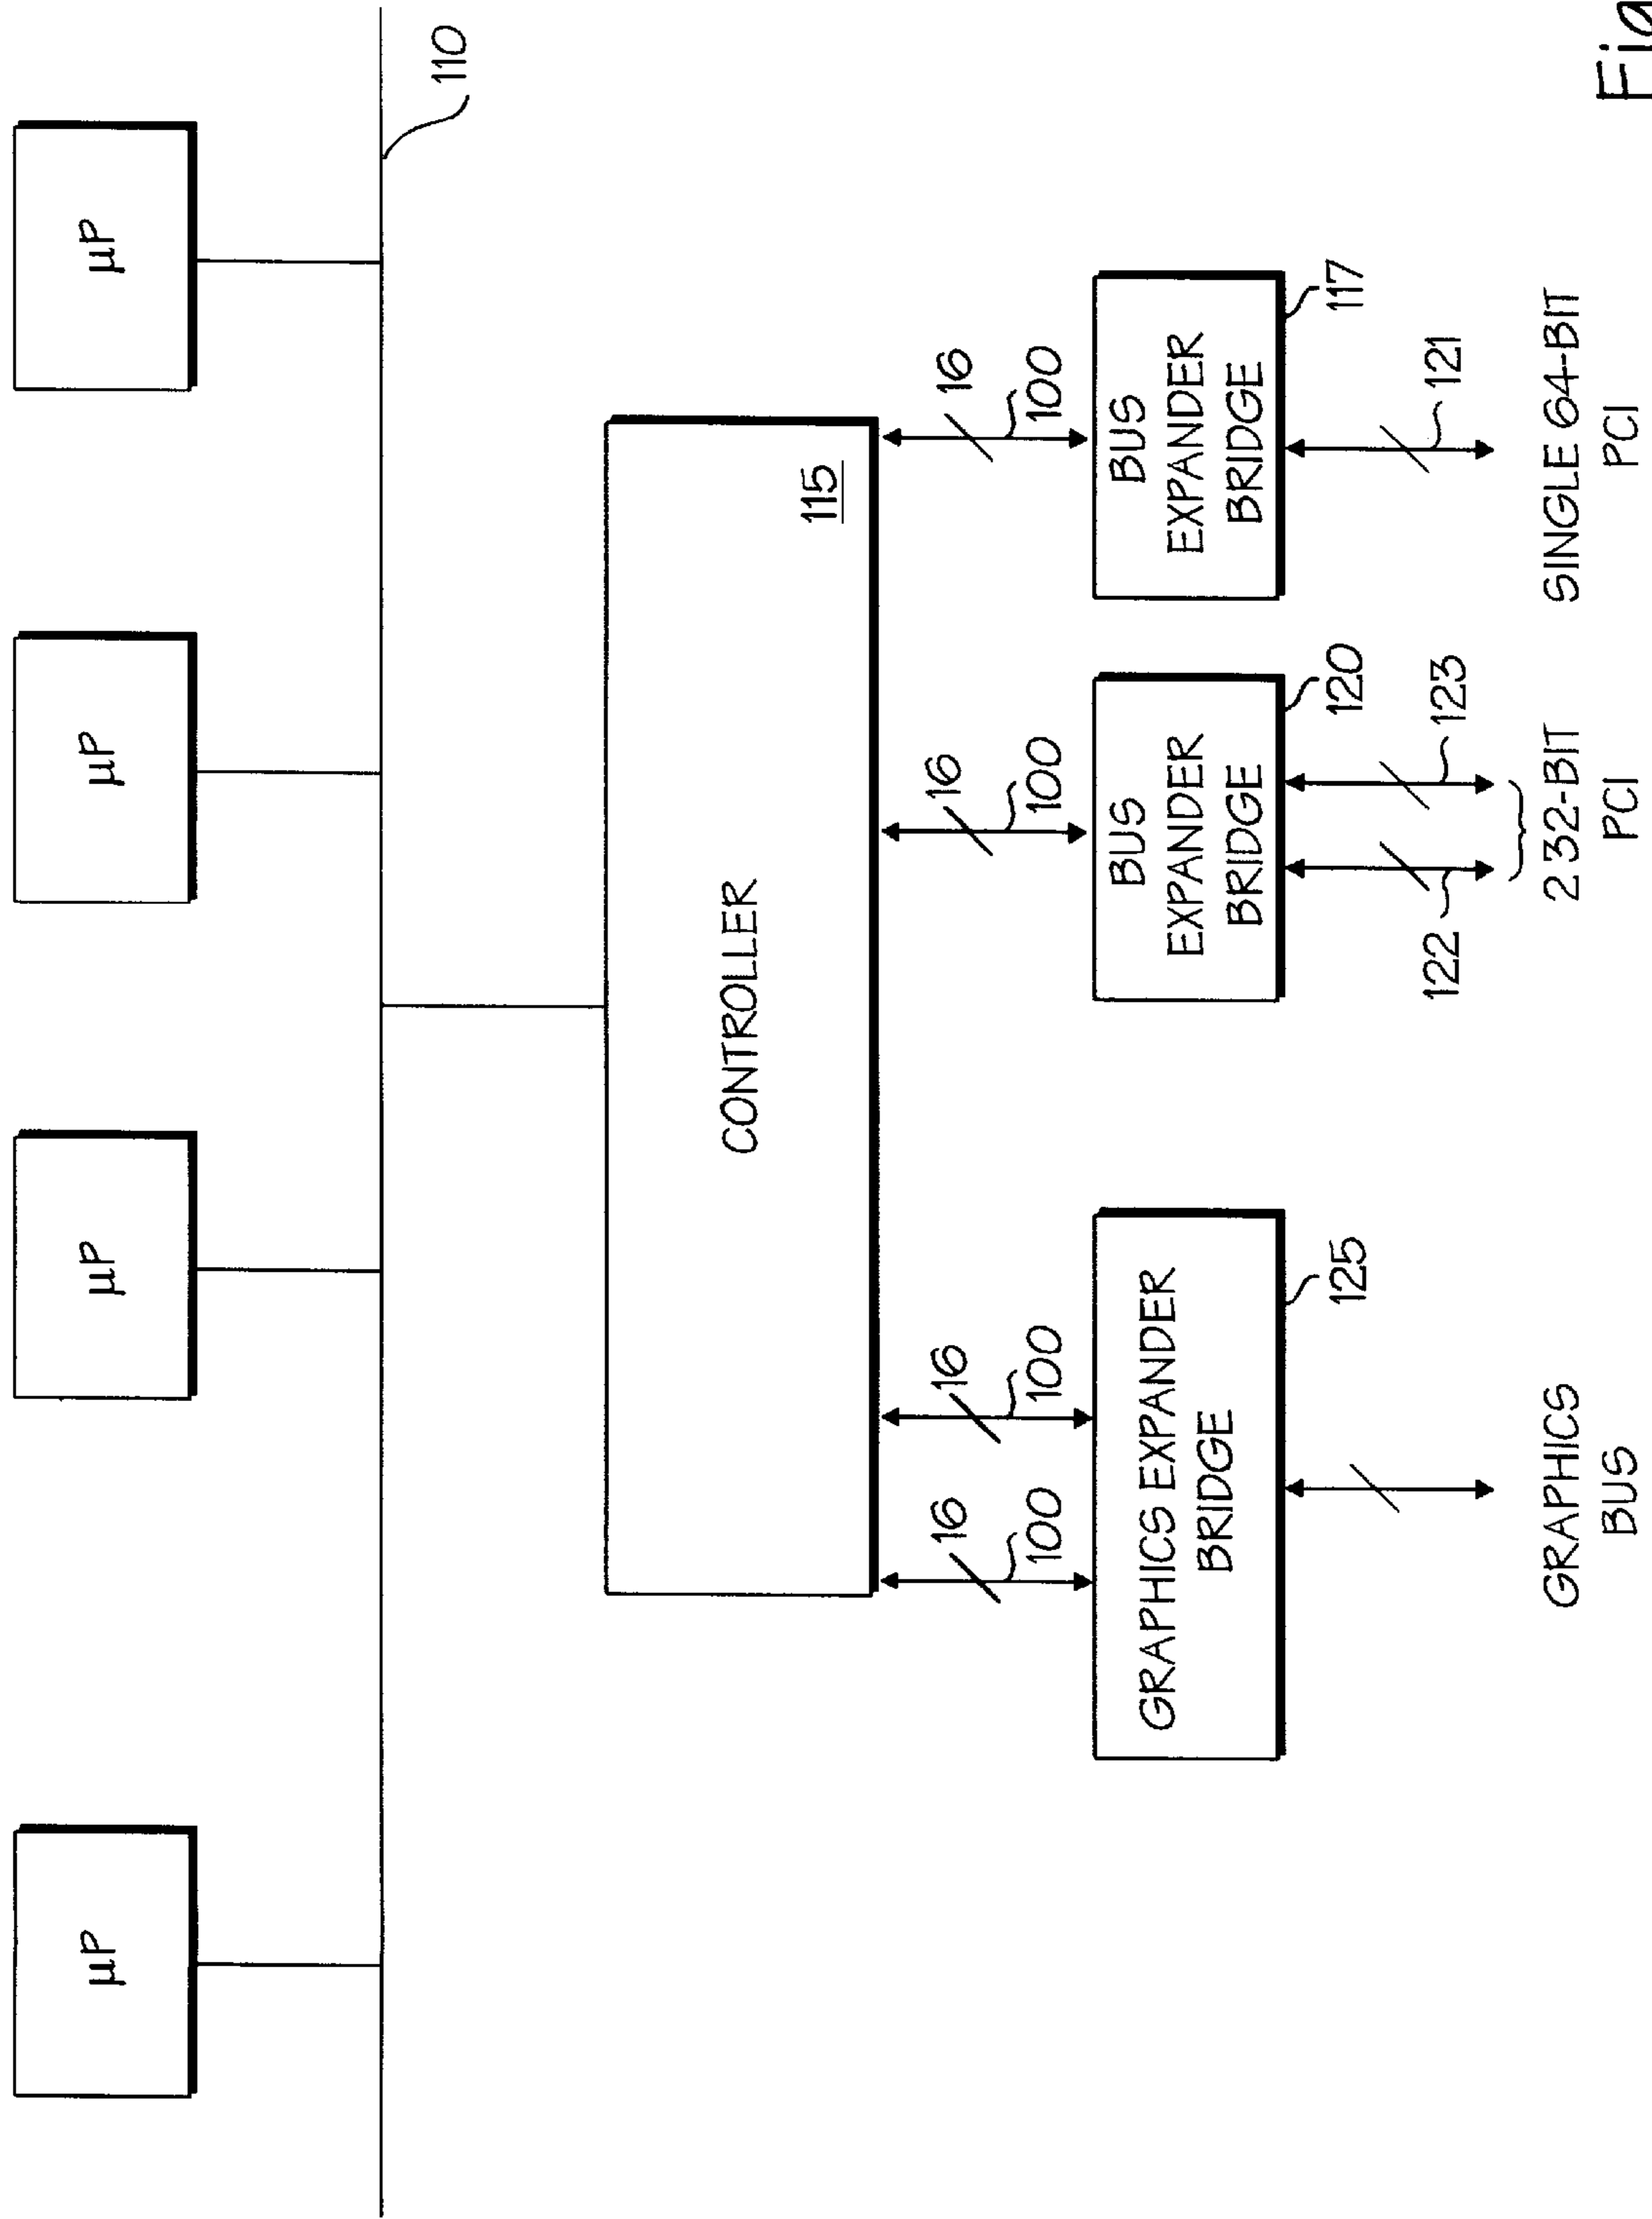 µP
µP
µP
µP
110
CONTROLLER
115
16
100
16
100
16
100
16
100
GRAPHICS EXPANDER
BRIDGE
125
BUS
EXPANDER
BRIDGE
120
BUS
EXPANDER
BRIDGE
117
122
123
121
GRAPHICS
BUS
2 32-BIT
PCI
SINGLE 64-BIT
PCI
Fig